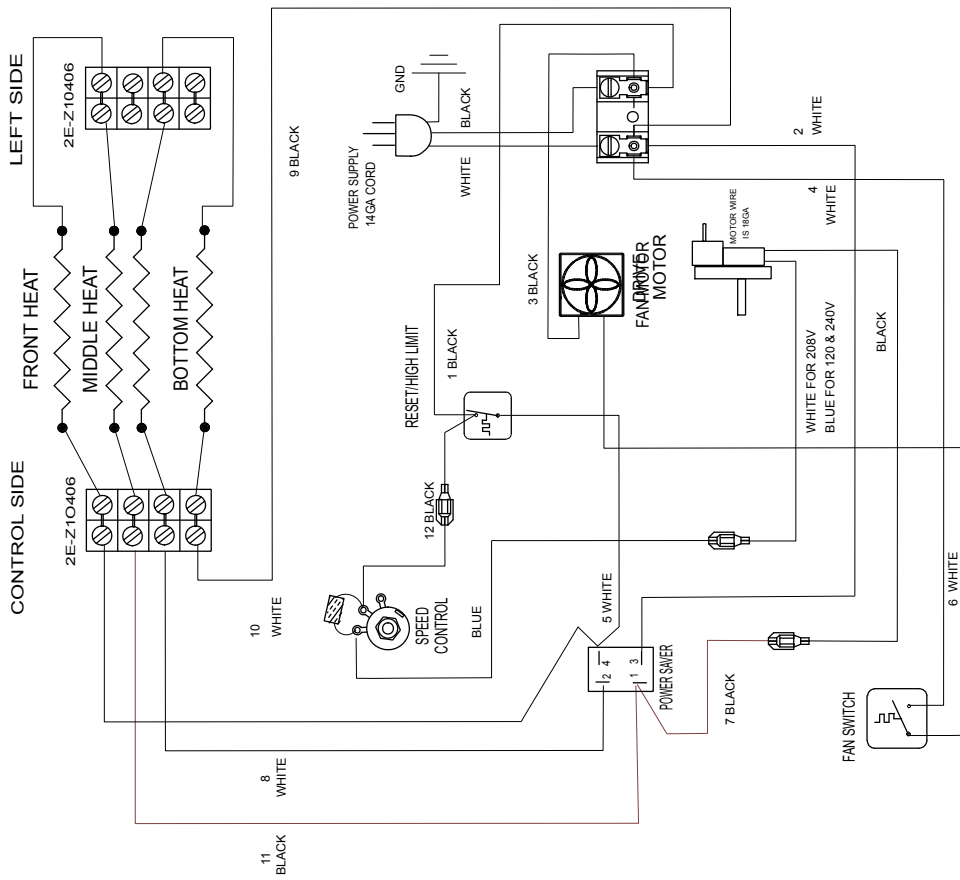 LEFT SIDE
2E-Z10406
FRONT HEAT
MIDDLE HEAT
BOTTOM HEAT
CONTROL SIDE
2E-Z1O406
9 BLACK
POWER SUPPLY
14GA CORD
GND
BLACK
WHITE
2
WHITE
4
WHITE
3 BLACK
DRIVE
MOTOR
FAN MOTOR
MOTOR WIRE
IS 18GA
RESET/HIGH LIMIT
1 BLACK
WHITE FOR 208V
BLUE FOR 120 & 240V
BLACK
12 BLACK
10
WHITE
SPEED
CONTROL
BLUE
5 WHITE
2 4
1 3
POWER SAVER
7 BLACK
6 WHITE
FAN SWITCH
8
WHITE
11
BLACK